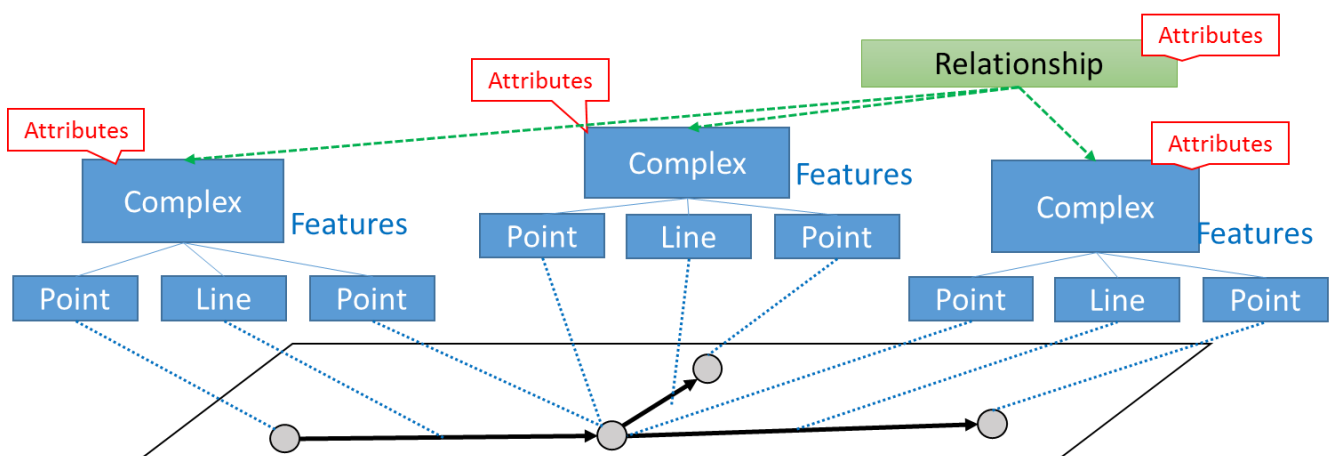 Attributes
Relationship
Attributes
Attributes
Attributes
Complex
Features
Complex
Features
Complex
Features
Point
Line
Point
Point
Line
Point
Point
Line
Point